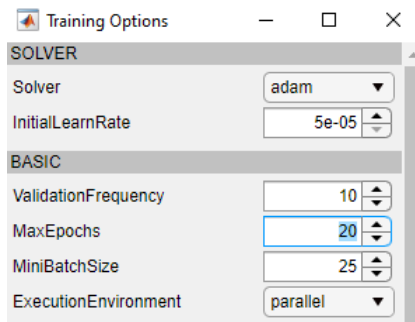 Training Options
SOLVER
Solver adam
InitialLearnRate 5e-05
BASIC
ValidationFrequency 10
MaxEpochs 20
MiniBatchSize 25
ExecutionEnvironment parallel